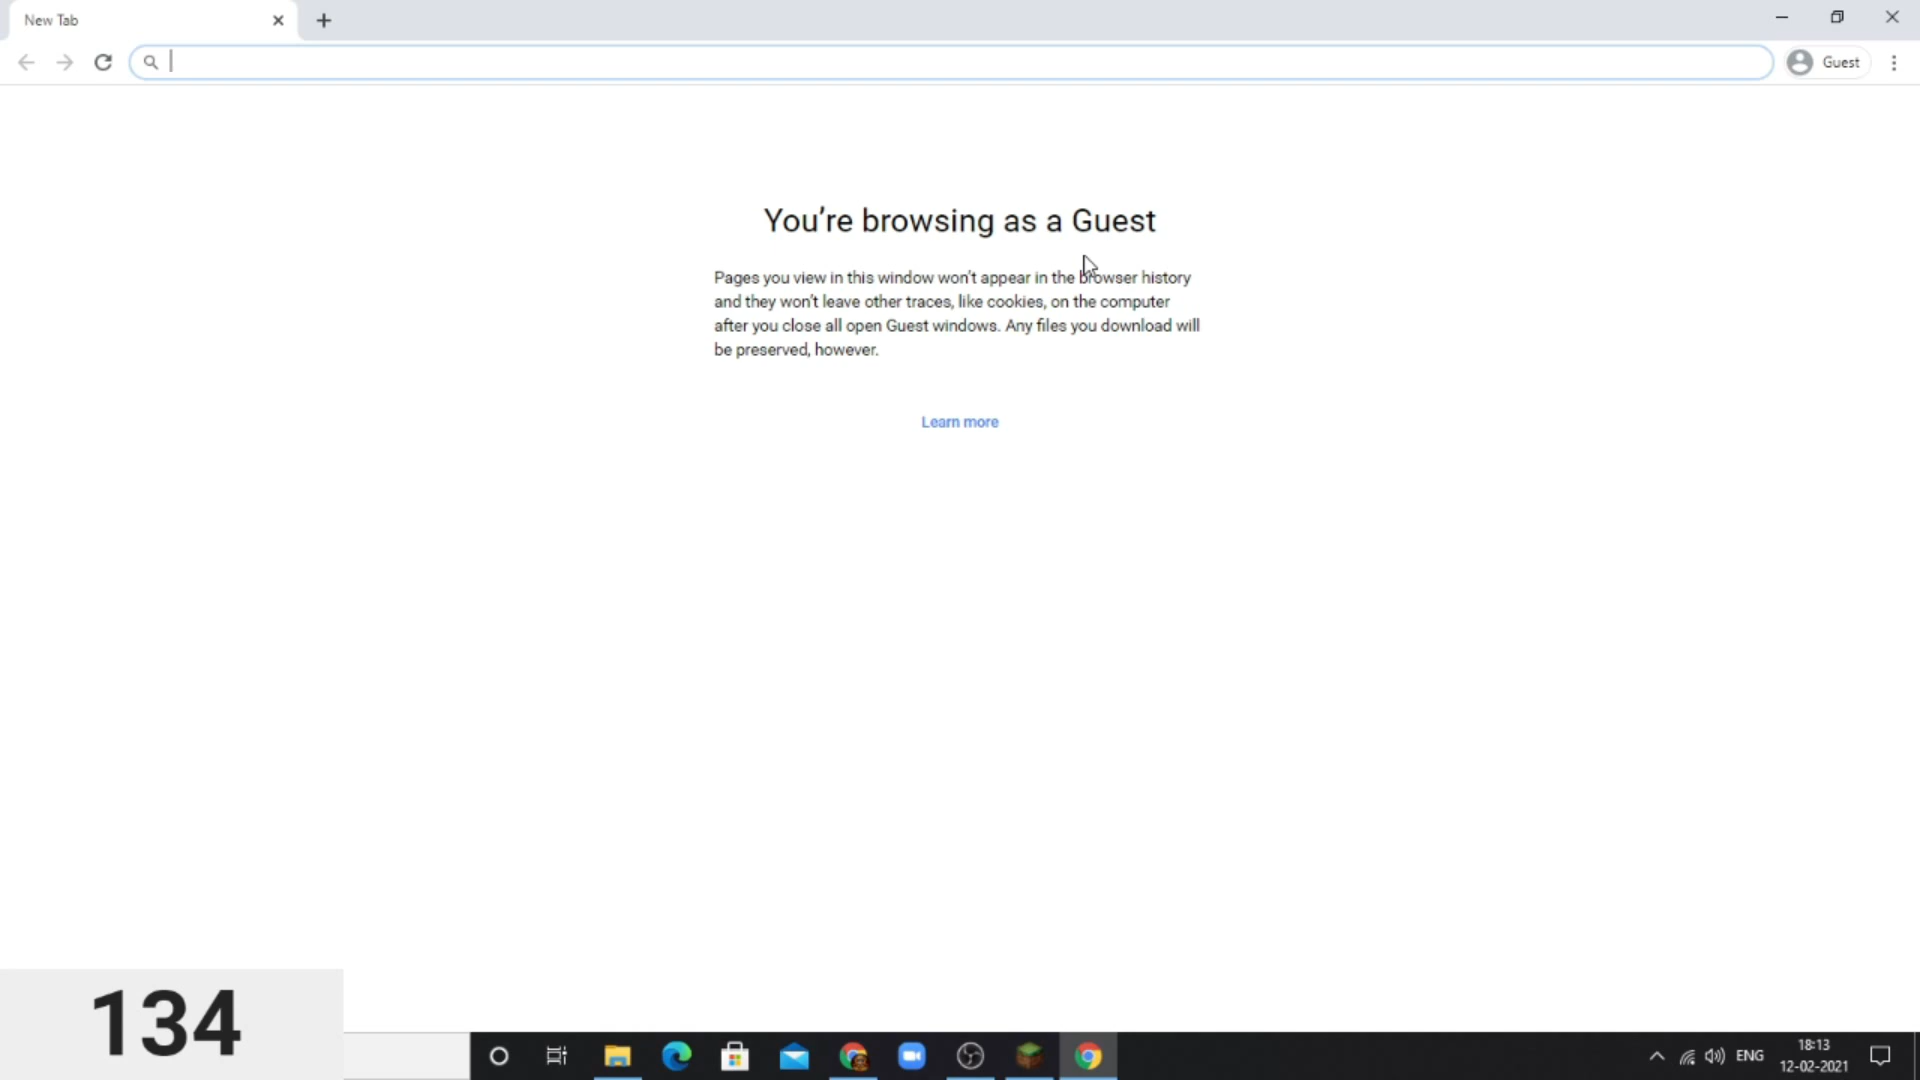 New Tab
Guest
You're browsing as a Guest
Pages you view in this window won't appear in the browser history
and they won't leave other traces, like cookies, on the computer
after you close all open Guest windows. Any files you download will
be preserved, however.
Learn more
134
ENG
18:13
12-02-2021